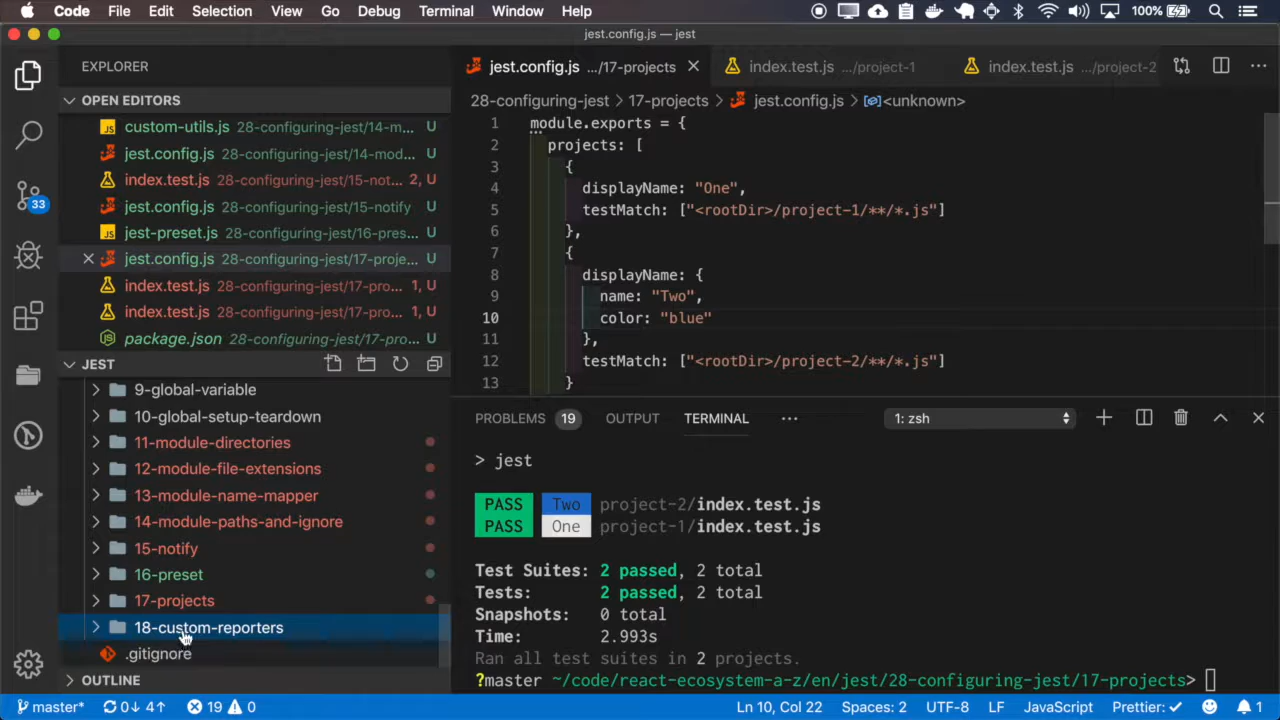 Code File Edit Selection View Go Debug Terminal Window Help 100%
jest.config.js — jest
EXPLORER
OPEN EDITORS
custom-utils.js 28-configuring-jest/14-m... U
jest.config.js 28-configuring-jest/14-mod... U
index.test.js 28-configuring-jest/15-not... 2, U
jest.config.js 28-configuring-jest/15-notify U
jest-preset.js 28-configuring-jest/16-pres... U
jest.config.js 28-configuring-jest/17-proje... U
index.test.js 28-configuring-jest/17-pro... 1, U
index.test.js 28-configuring-jest/17-pro... 1, U
package.json 28-configuring-jest/17-pro... U
JEST
9-global-variable
10-global-setup-teardown
11-module-directories
12-module-file-extensions
13-module-name-mapper
14-module-paths-and-ignore
15-notify
16-preset
17-projects
18-custom-reporters
.gitignore
OUTLINE
33
jest.config.js .../17-projects index.test.js .../project-1 index.test.js .../project-2
28-configuring-jest > 17-projects > jest.config.js > <unknown>
1 module.exports = {
2 projects: [
3 {
4 displayName: "One",
5 testMatch: ["<rootDir>/project-1/**/*.js"]
6 },
7 {
8 displayName: {
9 name: "Two",
10 color: "blue"
11 },
12 testMatch: ["<rootDir>/project-2/**/*.js"]
13 }
PROBLEMS 19 OUTPUT TERMINAL ... 1: zsh
> jest
PASS Two project-2/index.test.js
PASS One project-1/index.test.js
Test Suites: 2 passed, 2 total
Tests: 2 passed, 2 total
Snapshots: 0 total
Time: 2.993s
Ran all test suites in 2 projects.
?master ~/code/react-ecosystem-a-z/en/jest/28-configuring-jest/17-projects>
master* 0↓ 4↑ 19 0 Ln 10, Col 22 Spaces: 2 UTF-8 LF JavaScript Prettier: ✓ 1